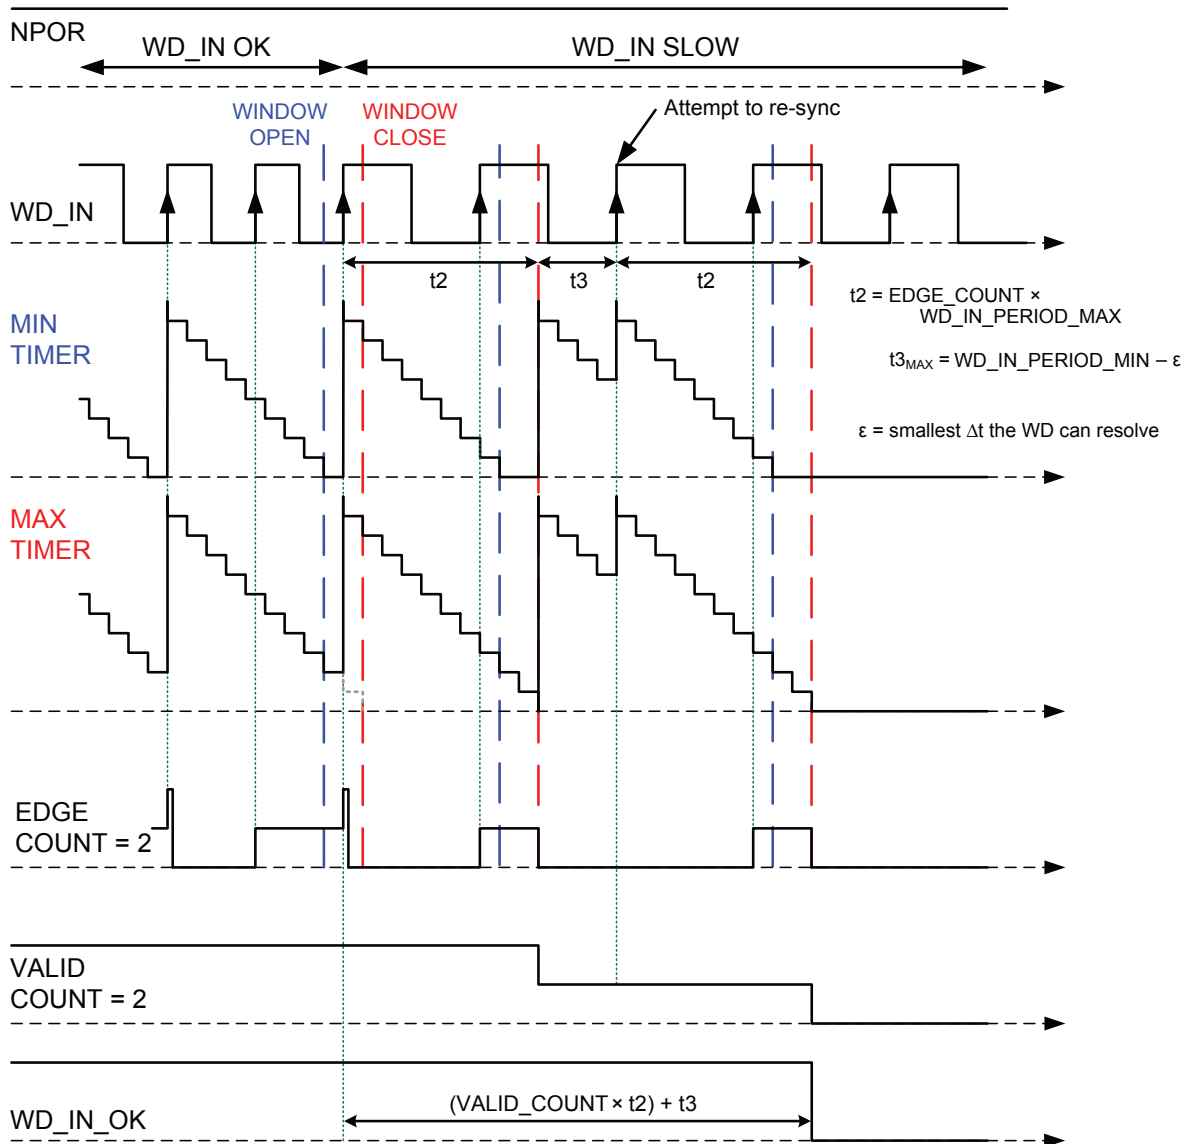 NPOR
WD_IN OK
WD_IN SLOW
WINDOW
OPEN
WINDOW
CLOSE
Attempt to re-sync
WD_IN
t2
t3
t2
t2 = EDGE_COUNT ×
WD_IN_PERIOD_MAX
t3MAX = WD_IN_PERIOD_MIN – ε
ε = smallest Δt the WD can resolve
MIN
TIMER
MAX
TIMER
EDGE
COUNT = 2
VALID
COUNT = 2
(VALID_COUNT × t2) + t3
WD_IN_OK